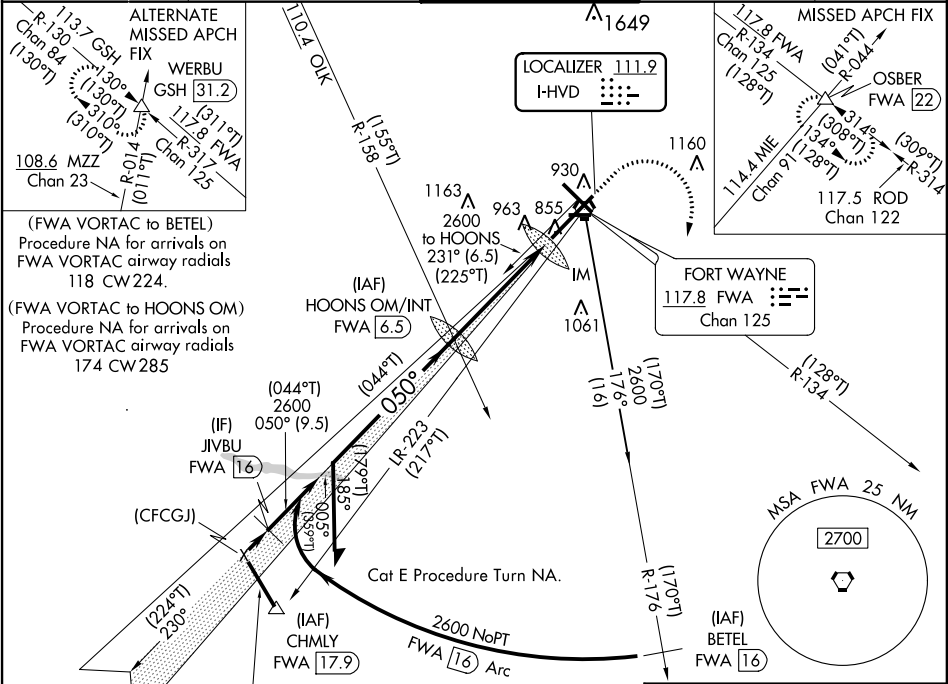 ALTERNATE
MISSED APCH
FIX
113.7 GSH
R-130
Chan 84
(130°T)
130°
(130°T)
310°
(310°T)
WERBU
GSH 31.2
(311°T)
117.8 FWA
R-317
Chan 125
108.6 MZZ
Chan 23
R-014
(011°T)
(FWA VORTAC to BETEL)
Procedure NA for arrivals on
FWA VORTAC airway radials
118 CW 224.
(FWA VORTAC to HOONS OM)
Procedure NA for arrivals on
FWA VORTAC airway radials
174 CW 285
110.4 OLK
(155°T)
R-158
1649
LOCALIZER 111.9
I-HVD
1160
930
1163
963
855
2600
to HOONS
231° (6.5)
(225°T)
IM
1061
(IAF)
HOONS OM/INT
FWA 6.5
MISSED APCH FIX
117.8 FWA
R-134
Chan 125
(128°T)
(041°T)
R-044
OSBER
FWA 22
314°
(308°T)
134°
(128°T)
(309°T)
R-314
114.4 MIE
Chan 91
117.5 ROD
Chan 122
FORT WAYNE
117.8 FWA
Chan 125
(128°T)
R-134
(170°T)
2600
176°
(16)
(044°T)
050°
(044°T)
2600
050° (9.5)
(IF)
JIVBU
FWA 16
LR-223
(217°T)
(179°T)
185°
005°
(359°T)
(CFCGJ)
(224°T)
230°
(IAF)
CHMLY
FWA 17.9
Cat E Procedure Turn NA.
2600 NoPT
FWA 16 Arc
(170°T)
R-176
(IAF)
BETEL
FWA 16
MSA FWA 25 NM
2700